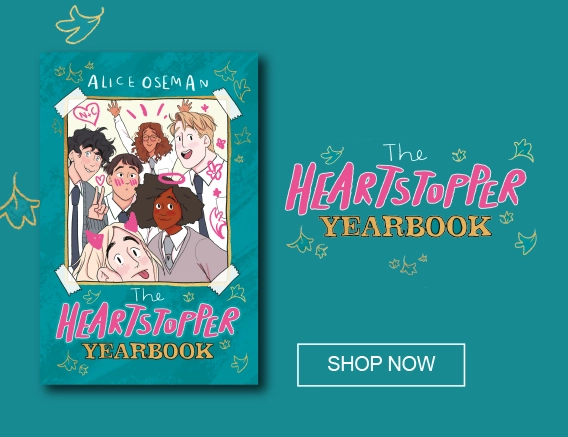 ALICE OSEMAN
N+C
The
HEARTSTOPPER
YEARBOOK
The
HEARTSTOPPER
YEARBOOK
SHOP NOW